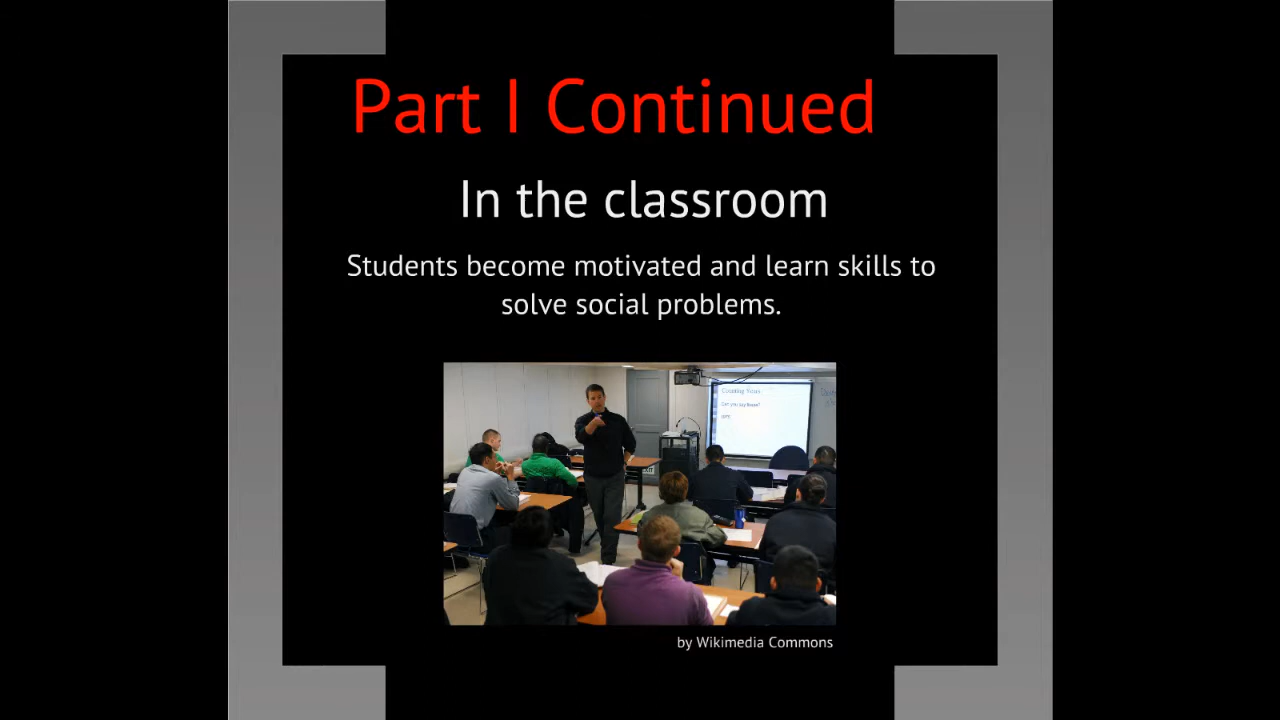 Part I Continued
In the classroom
Students become motivated and learn skills to
solve social problems.
by Wikimedia Commons